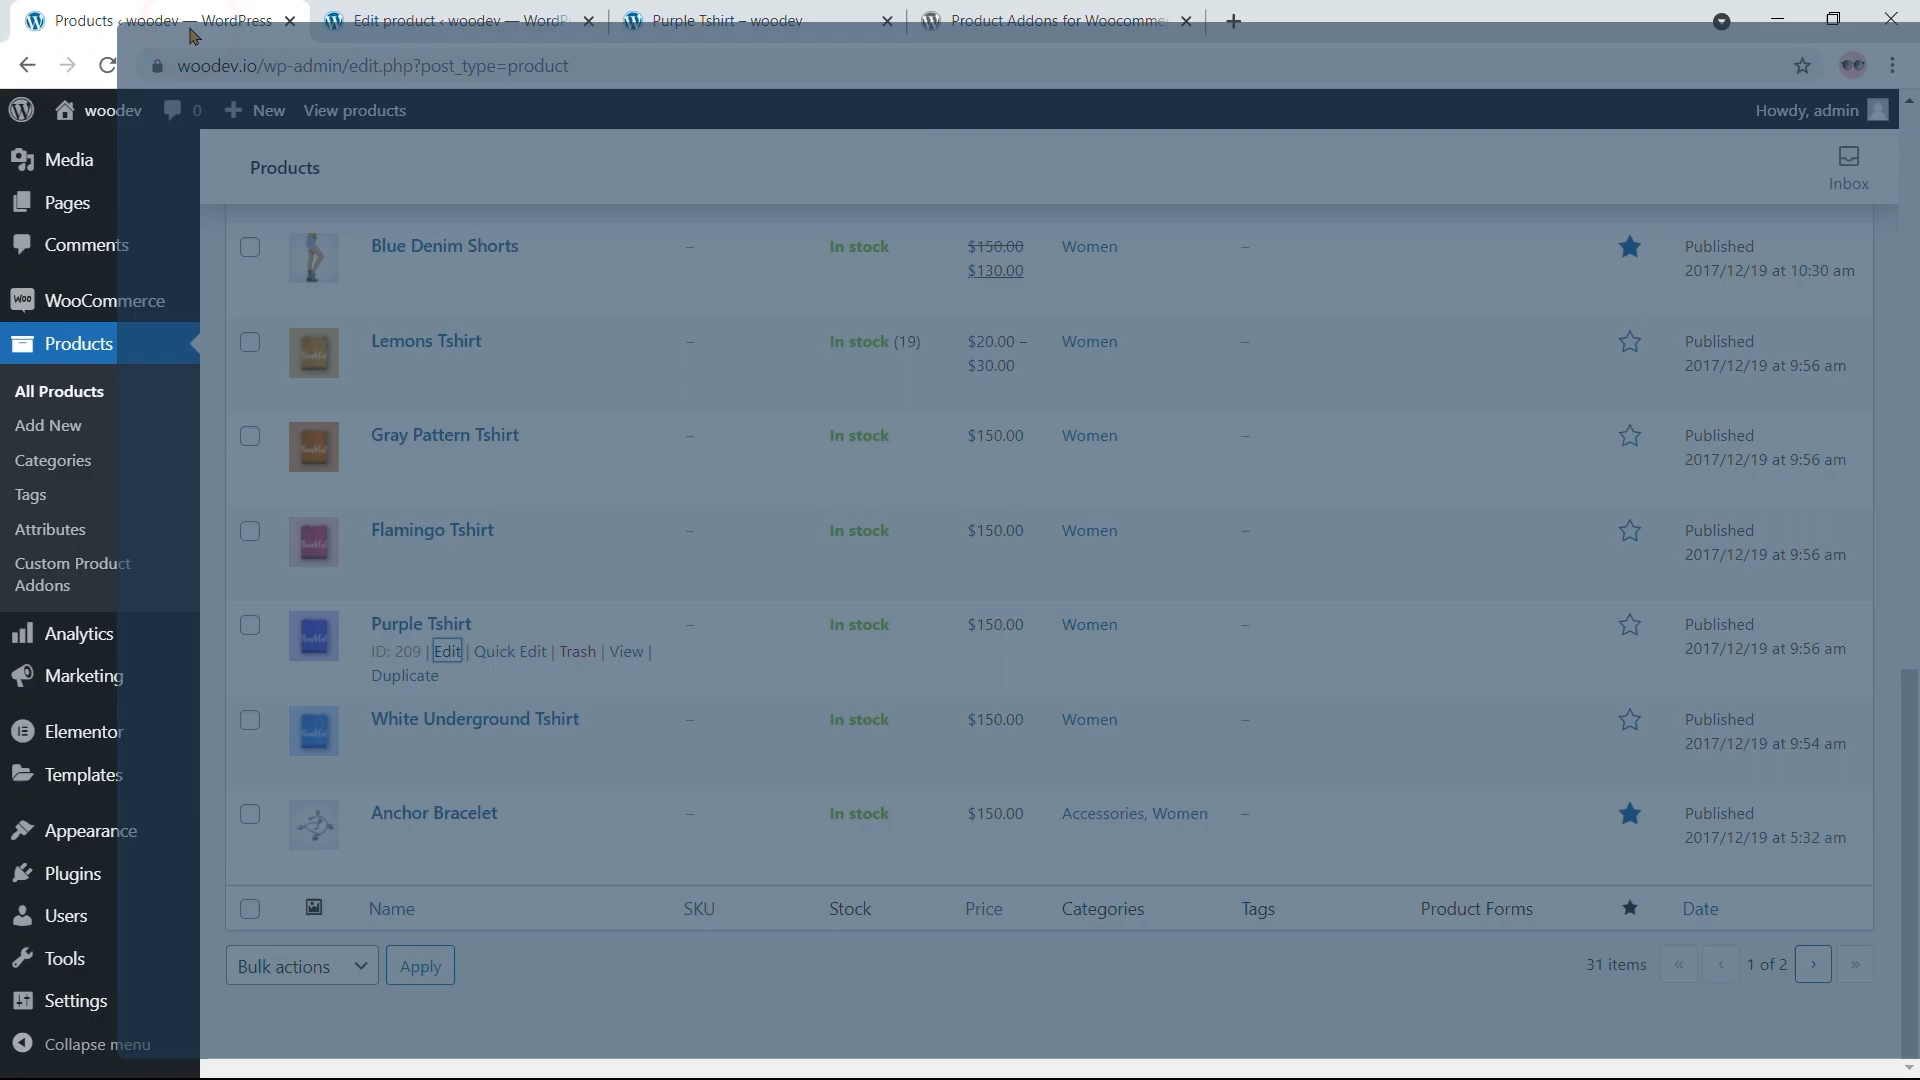 Products ‹ woodev — WordPress
Edit product ‹ woodev — WordP
Purple Tshirt – woodev
Product Addons for Woocomme
woodev.io/wp-admin/edit.php?post_type=product
woodev 0 New View products Howdy, admin
Media
Pages
Comments
WooCommerce
Products
All Products
Add New
Categories
Tags
Attributes
Custom Product
Addons
Analytics
Marketing
Elementor
Templates
Appearance
Plugins
Users
Tools
Settings
Collapse menu
Products
Inbox
Blue Denim Shorts – In stock $150.00 Women – Published
$130.00 2017/12/19 at 10:30 am
Lemons Tshirt – In stock (19) $20.00 – Women – Published
$30.00 2017/12/19 at 9:56 am
Gray Pattern Tshirt – In stock $150.00 Women – Published
2017/12/19 at 9:56 am
Flamingo Tshirt – In stock $150.00 Women – Published
2017/12/19 at 9:56 am
Purple Tshirt – In stock $150.00 Women – Published
ID: 209 | Edit | Quick Edit | Trash | View | 2017/12/19 at 9:56 am
Duplicate
White Underground Tshirt – In stock $150.00 Women – Published
2017/12/19 at 9:54 am
Anchor Bracelet – In stock $150.00 Accessories, Women – Published
2017/12/19 at 5:32 am
Name SKU Stock Price Categories Tags Product Forms Date
Bulk actions Apply 31 items « ‹ 1 of 2 › »